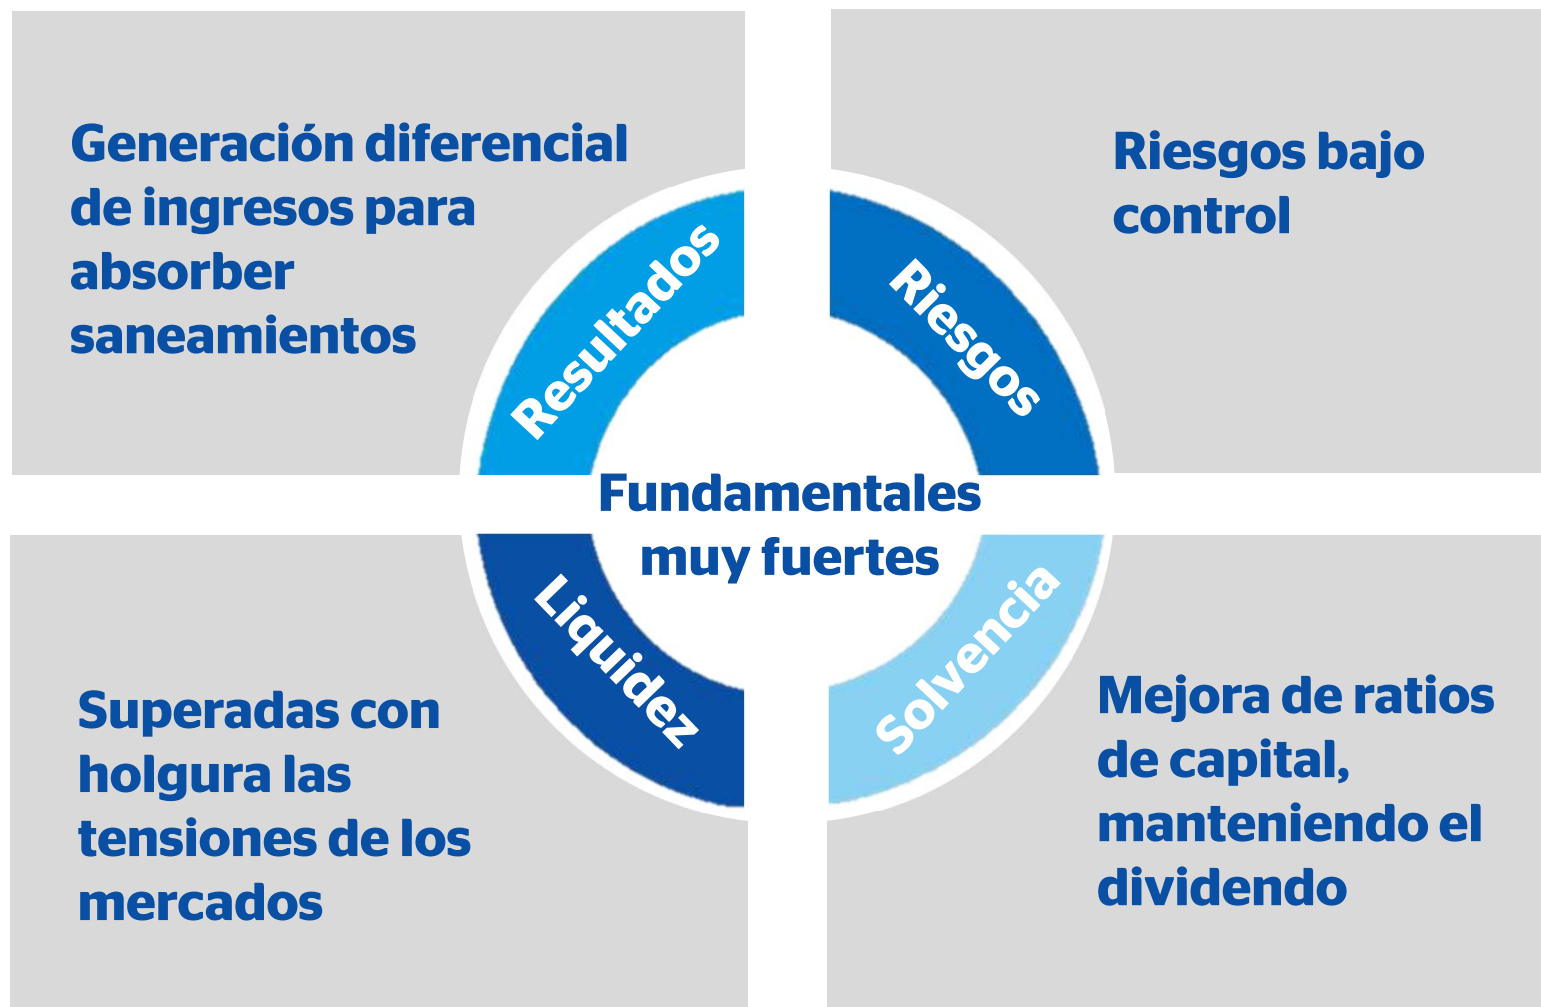 Generación diferencial
de ingresos para
absorber
saneamientos
Resultados
Riesgos bajo
control
Riesgos
Fundamentales
muy fuertes
Superadas con
holgura las
tensiones de los
mercados
Liquidez
Mejora de ratios
de capital,
manteniendo el
dividendo
Solvencia